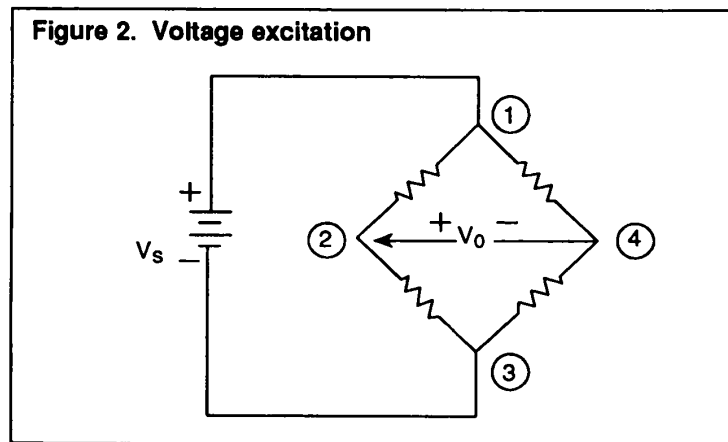 Figure 2. Voltage excitation
1
+
2
+ V₀ −
4
Vs −
3